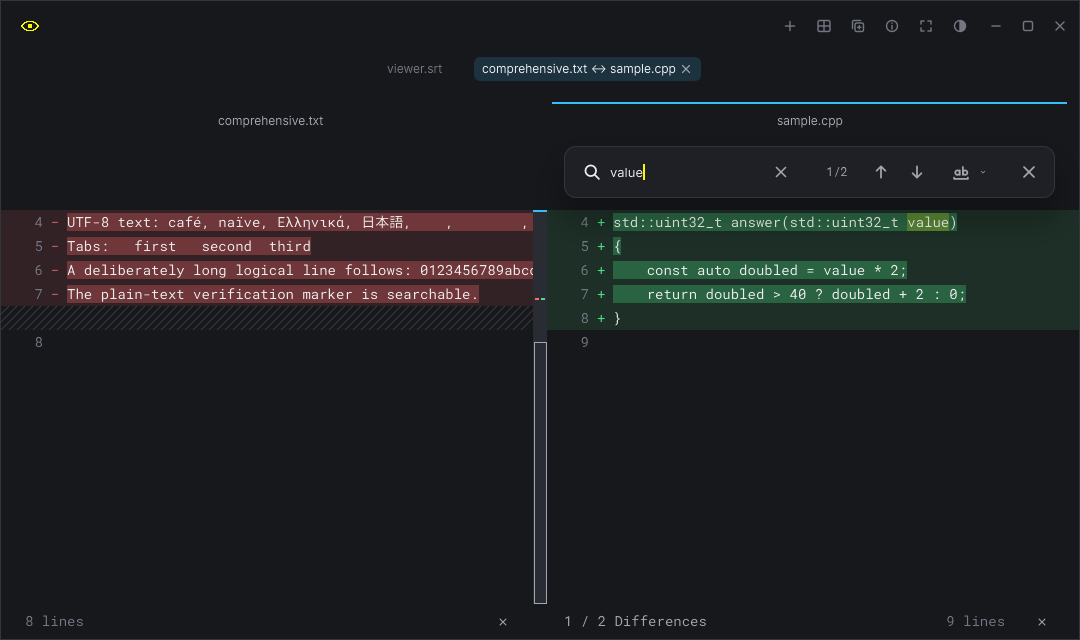 viewer.srt
comprehensive.txt ↔ sample.cpp
comprehensive.txt
sample.cpp
value
1/2
ab
4 - UTF-8 text: café, naïve, Ελληνικά, 日本語, , ,
5 - Tabs: first second third
6 - A deliberately long logical line follows: 0123456789abcd
7 - The plain-text verification marker is searchable.
8
4 + std::uint32_t answer(std::uint32_t value)
5 + {
6 + const auto doubled = value * 2;
7 + return doubled > 40 ? doubled + 2 : 0;
8 + }
9
8 lines
1 / 2 Differences
9 lines